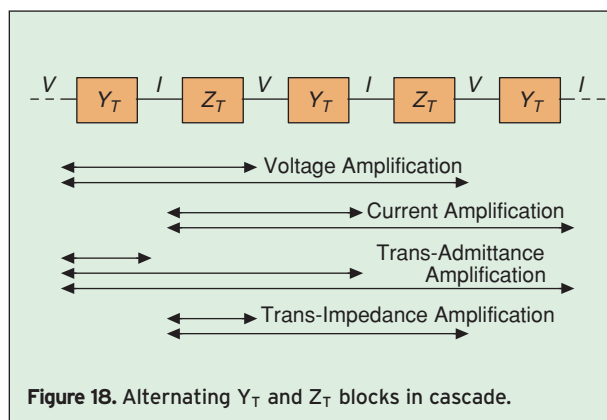 V Y_T I Z_T V Y_T I Z_T V Y_T I
Voltage Amplification
Current Amplification
Trans-Admittance
Amplification
Trans-Impedance Amplification
Figure 18. Alternating Y_T and Z_T blocks in cascade.